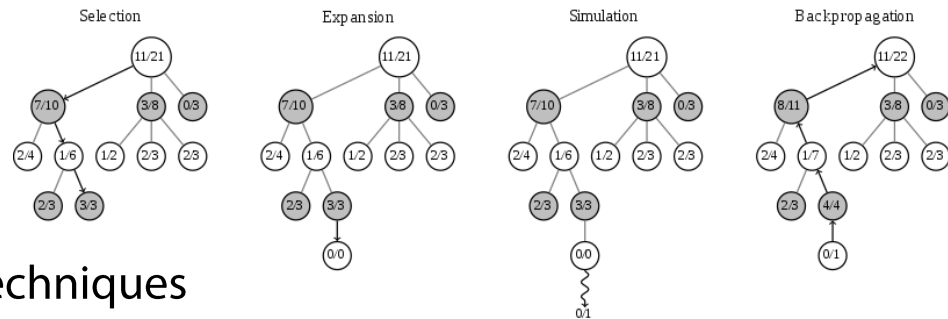 Selection Expansion Simulation Backpropagation
11/21 11/21 11/21 11/22
7/10 3/8 0/3 7/10 3/8 0/3 7/10 3/8 0/3 8/11 3/8 0/3
2/4 1/6 1/2 2/3 2/3 2/4 1/6 1/2 2/3 2/3 2/4 1/6 1/2 2/3 2/3 2/4 1/7 1/2 2/3 2/3
2/3 3/3 2/3 3/3 2/3 3/3 2/3 4/4
0/0 0/0 0/1
echniques
0/1